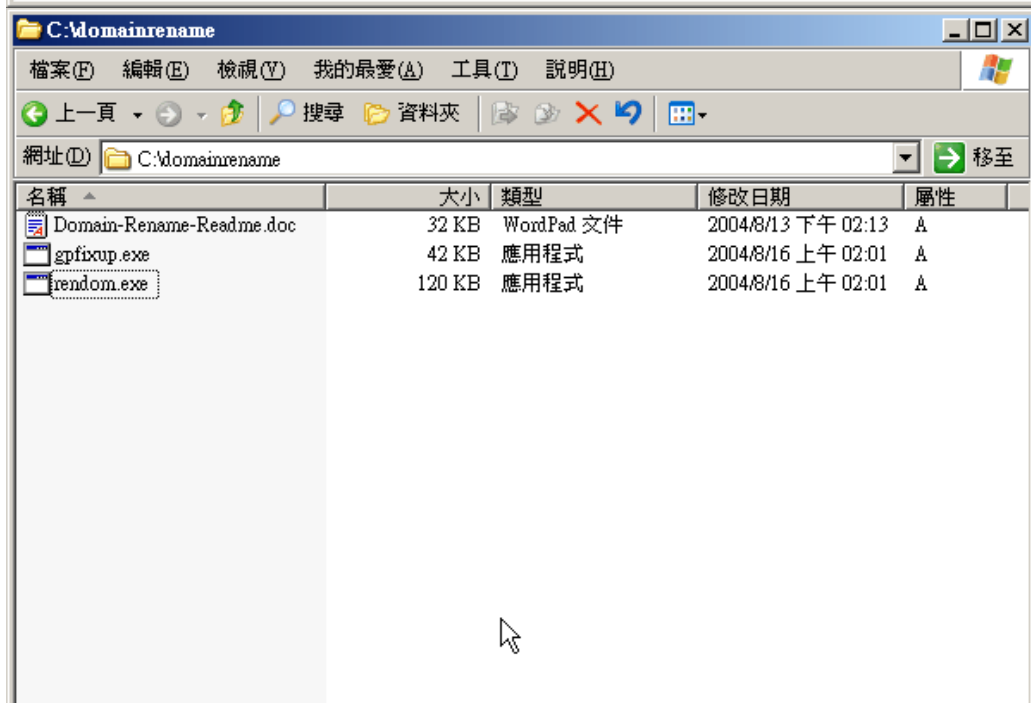 C:\domainrename
檔案(F) 編輯(E) 檢視(V) 我的最愛(A) 工具(T) 說明(H)
上一頁 搜尋 資料夾
網址(D) C:\domainrename 移至
名稱 大小 類型 修改日期 屬性
Domain-Rename-Readme.doc 32 KB WordPad 文件 2004/8/13 下午 02:13 A
gpfixup.exe 42 KB 應用程式 2004/8/16 上午 02:01 A
rendom.exe 120 KB 應用程式 2004/8/16 上午 02:01 A